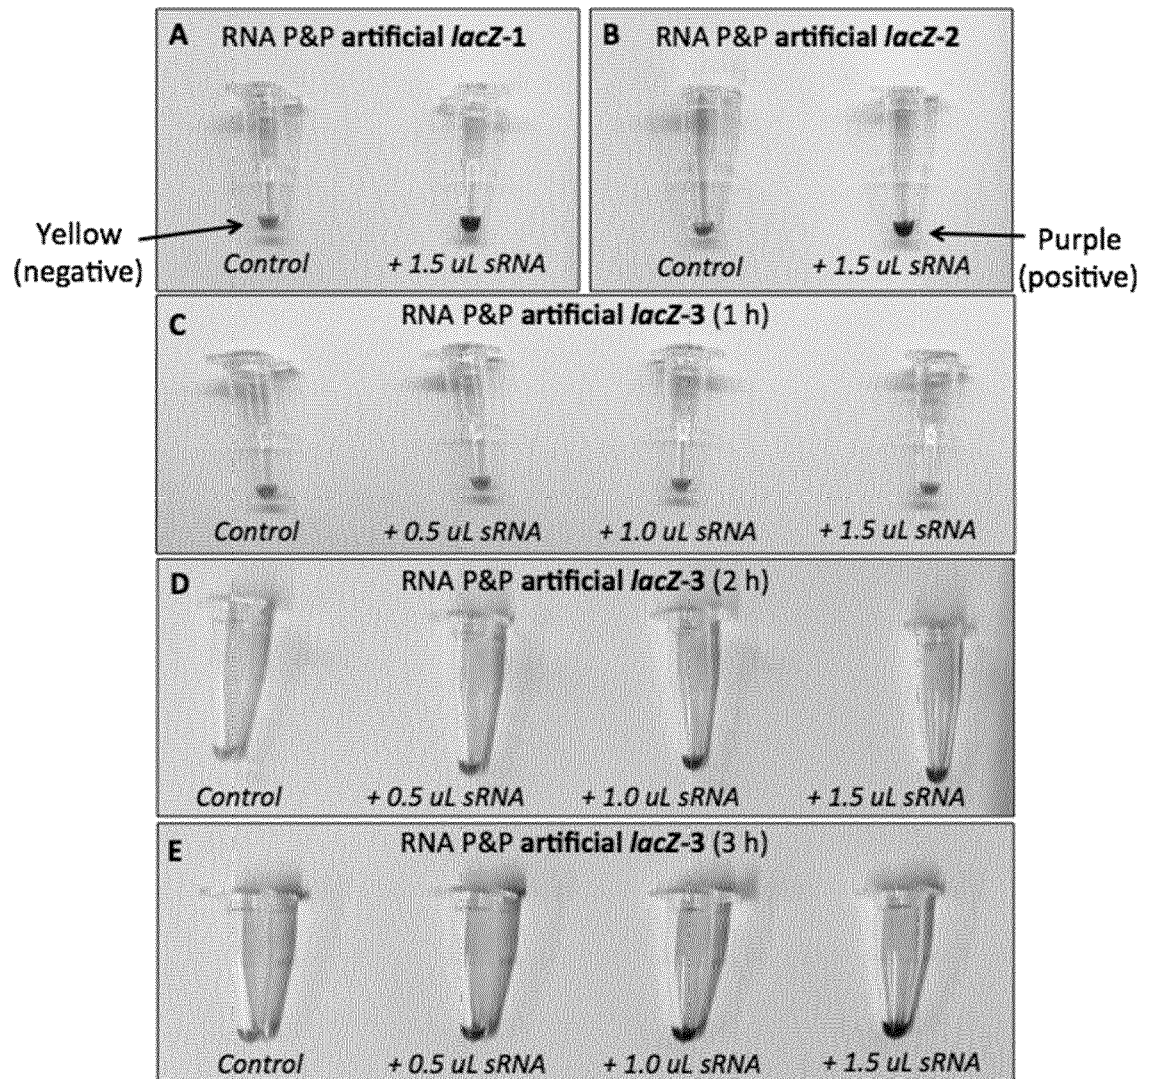 A RNA P&P artificial lacZ-1
B RNA P&P artificial lacZ-2
Yellow
(negative)
Control
+ 1.5 uL sRNA
Control
+ 1.5 uL sRNA
Purple
(positive)
C RNA P&P artificial lacZ-3 (1 h)
Control
+ 0.5 uL sRNA
+ 1.0 uL sRNA
+ 1.5 uL sRNA
D RNA P&P artificial lacZ-3 (2 h)
Control
+ 0.5 uL sRNA
+ 1.0 uL sRNA
+ 1.5 uL sRNA
E RNA P&P artificial lacZ-3 (3 h)
Control
+ 0.5 uL sRNA
+ 1.0 uL sRNA
+ 1.5 uL sRNA